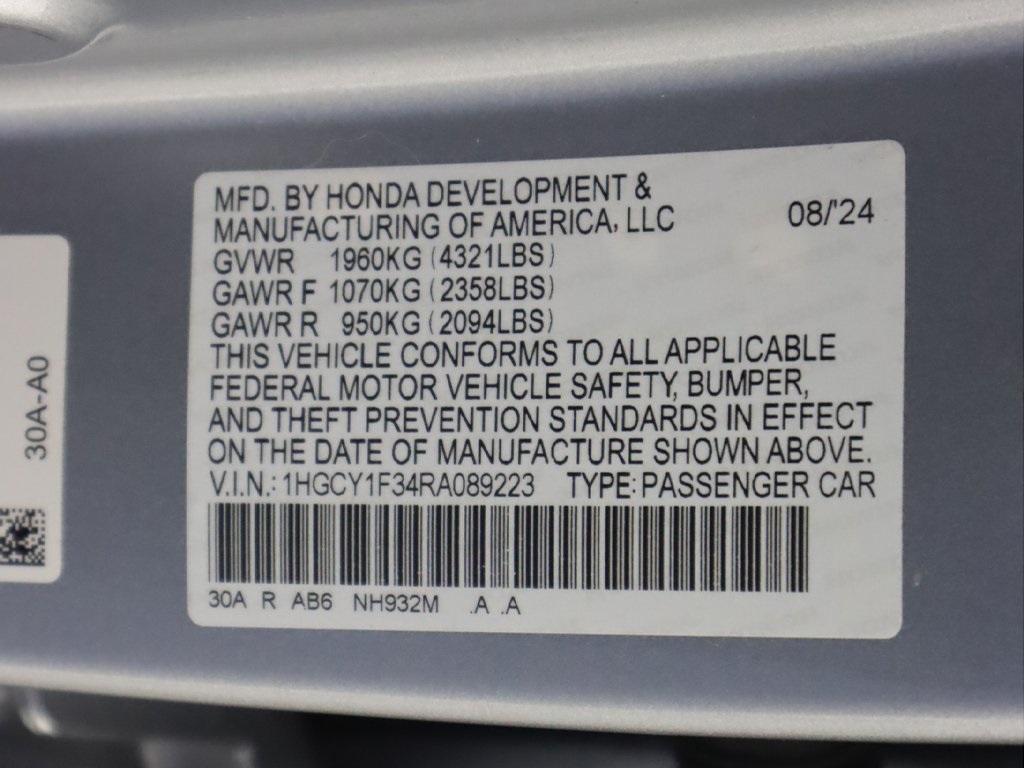 MFD. BY HONDA DEVELOPMENT &
MANUFACTURING OF AMERICA, LLC 08/'24
GVWR 1960KG (4321LBS)
GAWR F 1070KG (2358LBS)
GAWR R 950KG (2094LBS)
THIS VEHICLE CONFORMS TO ALL APPLICABLE
FEDERAL MOTOR VEHICLE SAFETY, BUMPER,
AND THEFT PREVENTION STANDARDS IN EFFECT
ON THE DATE OF MANUFACTURE SHOWN ABOVE.
V.I.N.: 1HGCY1F34RA089223 TYPE: PASSENGER CAR
30A R AB6 NH932M .A .A
30A-A0